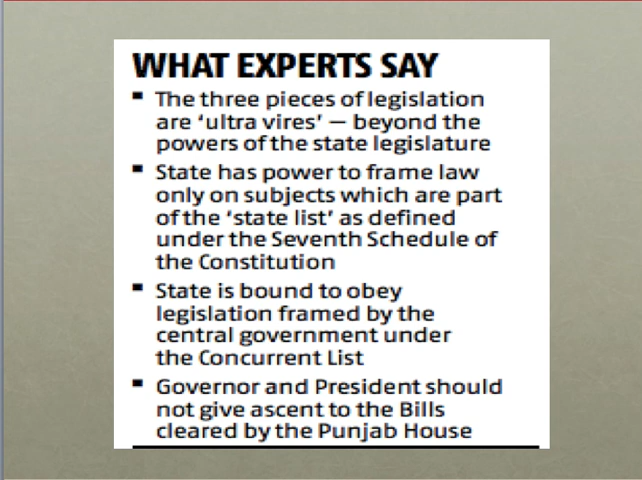 WHAT EXPERTS SAY
▪ The three pieces of legislation
are ‘ultra vires’ — beyond the
powers of the state legislature
▪ State has power to frame law
only on subjects which are part
of the ‘state list’ as defined
under the Seventh Schedule of
the Constitution
▪ State is bound to obey
legislation framed by the
central government under
the Concurrent List
▪ Governor and President should
not give ascent to the Bills
cleared by the Punjab House